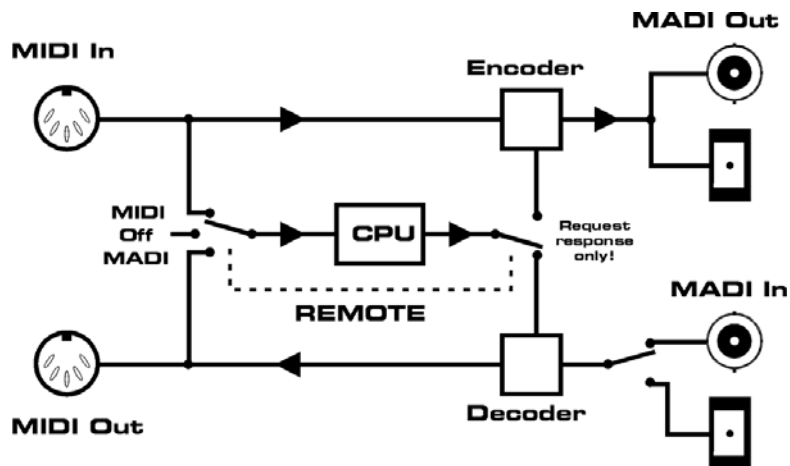 MADI Out
MIDI In
Encoder
MIDI
Off
MADI
CPU
Request
response
only!
REMOTE
MADI In
Decoder
MIDI Out